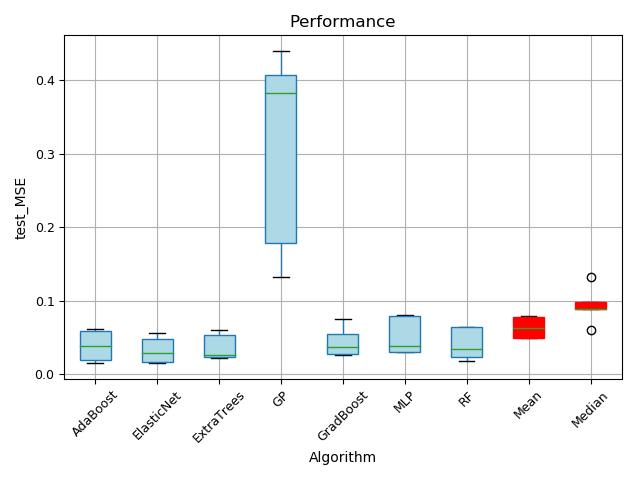 Performance
test_MSE
0.4
0.3
0.2
0.1
0.0
AdaBoost
ElasticNet
ExtraTrees
GP
GradBoost
MLP
RF
Mean
Median
Algorithm